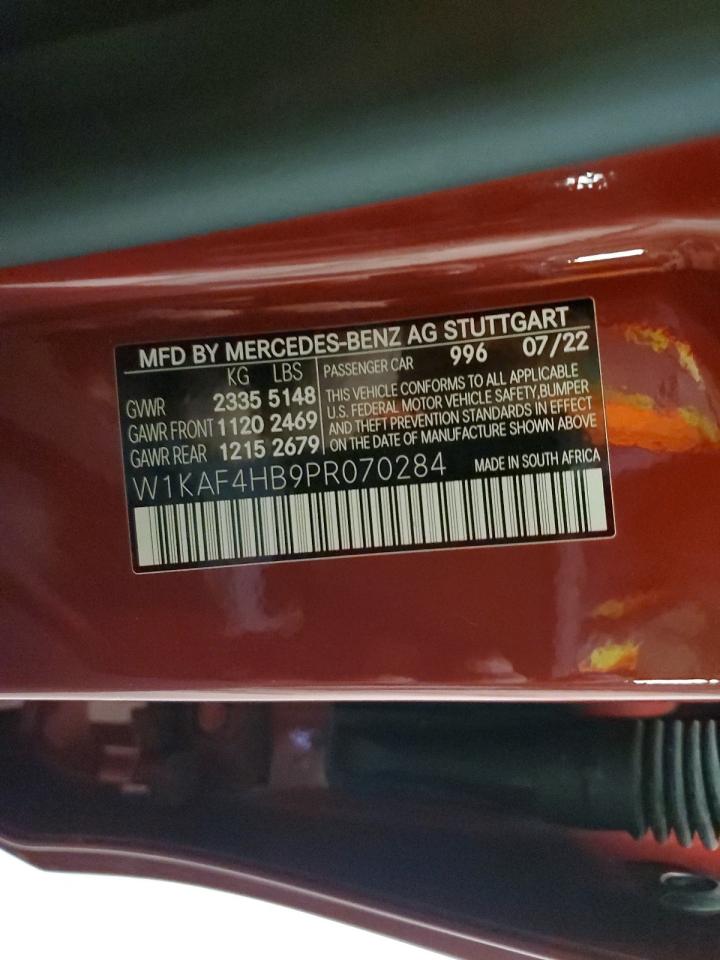 MFD BY MERCEDES-BENZ AG STUTTGART
KG LBS PASSENGER CAR 996 07/22
GVWR 2335 5148
GAWR FRONT 1120 2469
GAWR REAR 1215 2679
THIS VEHICLE CONFORMS TO ALL APPLICABLE
U.S. FEDERAL MOTOR VEHICLE SAFETY,BUMPER
AND THEFT PREVENTION STANDARDS IN EFFECT
ON THE DATE OF MANUFACTURE SHOWN ABOVE
W1KAF4HB9PR070284 MADE IN SOUTH AFRICA